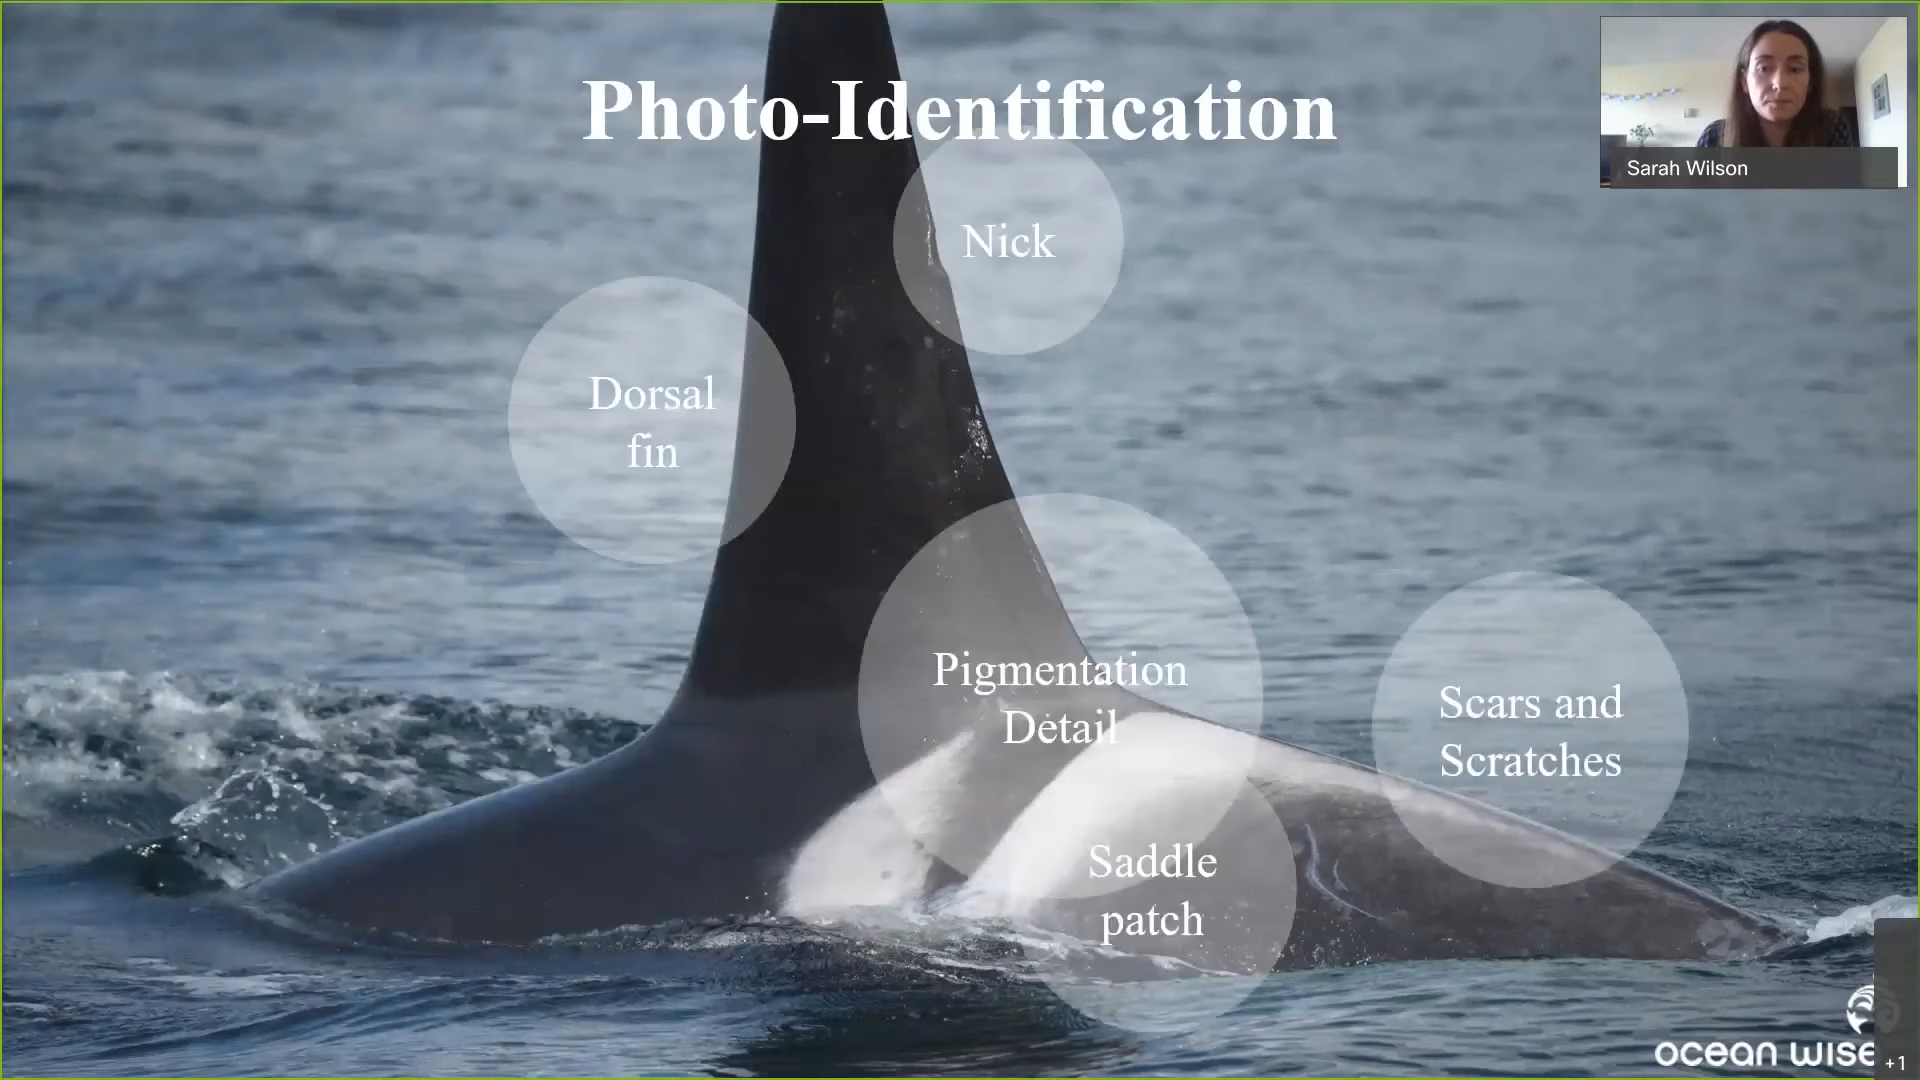 Photo-Identification
Sarah Wilson
Nick
Dorsal
fin
Pigmentation
Detail
Scars and
Scratches
Saddle
patch
ocean wise
+1